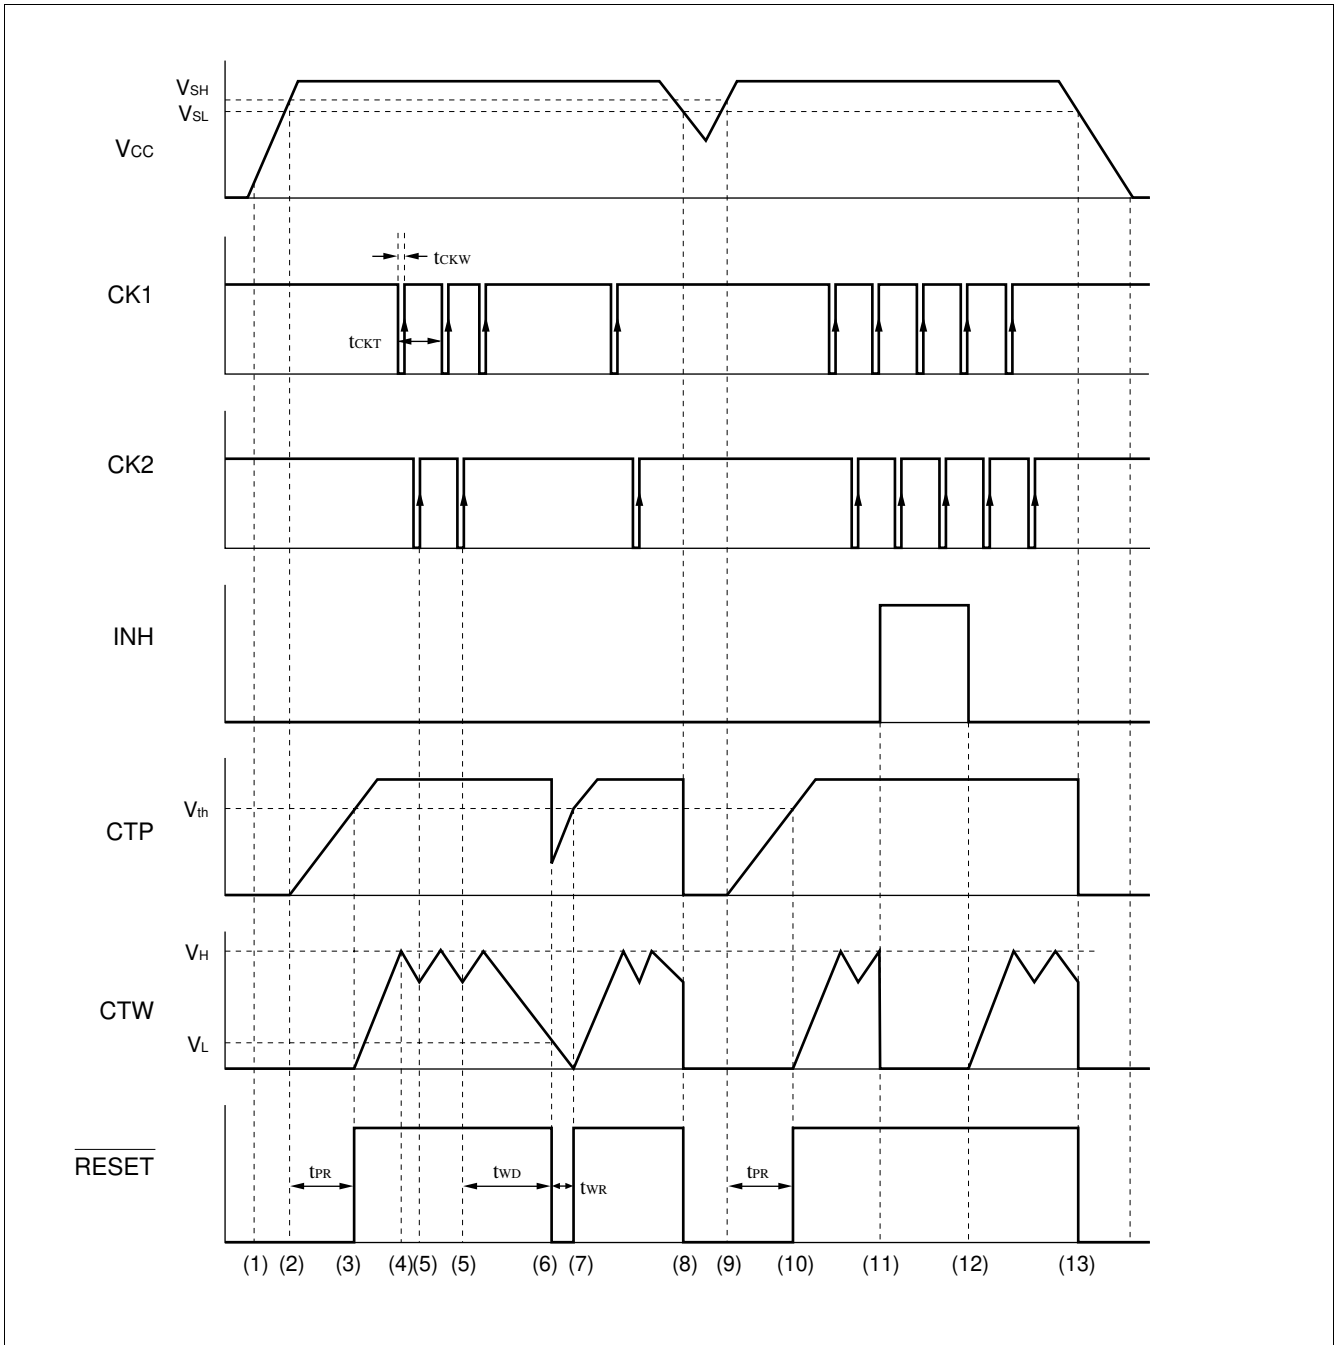 VSH
VSL
VCC
tCKW
CK1
tCKT
CK2
INH
Vth
CTP
VH
CTW
VL
RESET
tPR
tWD
tWR
tPR
(1) (2) (3) (4)(5) (5) (6) (7) (8) (9) (10) (11) (12) (13)